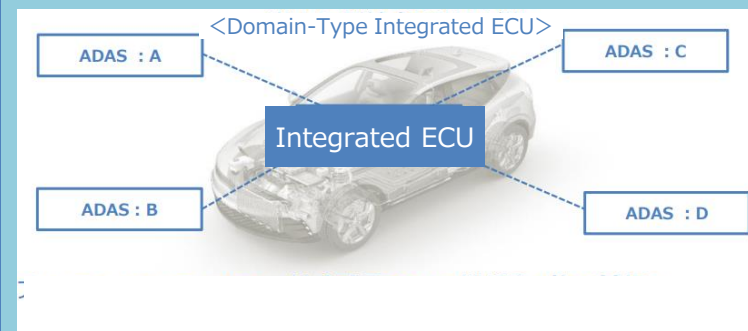 <Domain-Type Integrated ECU>
ADAS : A
ADAS : C
Integrated ECU
ADAS : B
ADAS : D